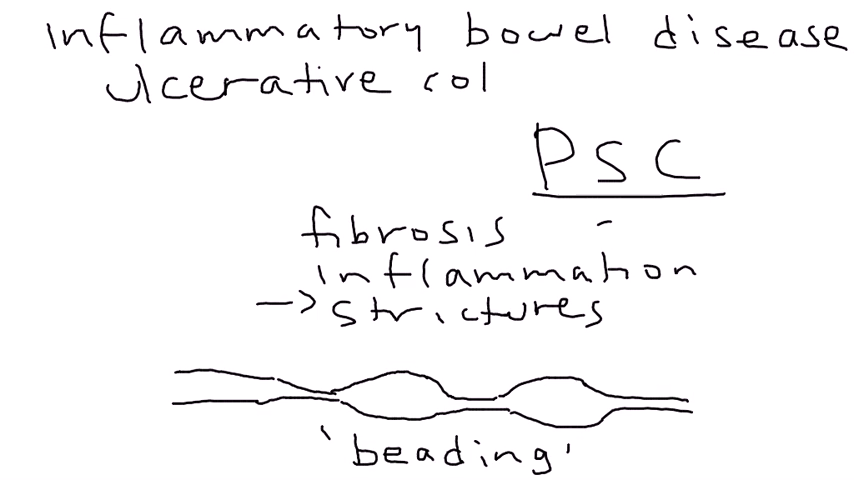 inflammatory bowel disease
ulcerative col
PSC
fibrosis
inflammation
-> strictures
'beading'